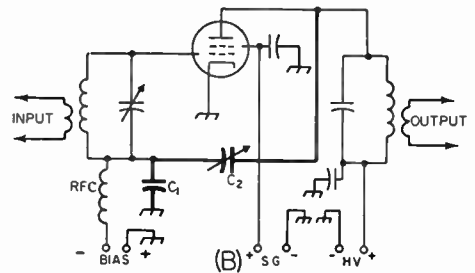 INPUT
OUTPUT
RFC
C1
C2
- BIAS +
(B)
+ SG -
- HV +